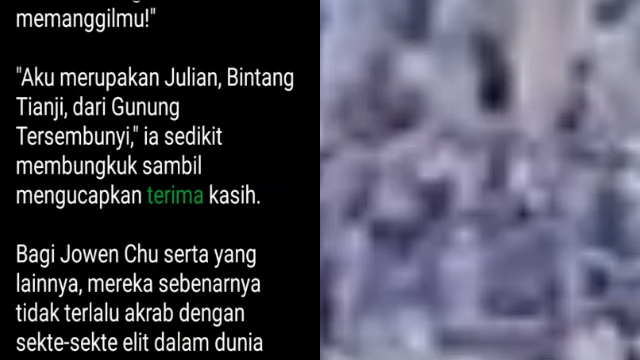 memanggilmu!"
"Aku merupakan Julian, Bintang
Tianji, dari Gunung
Tersembunyi," ia sedikit
membungkuk sambil
mengucapkan terima kasih.
Bagi Jowen Chu serta yang
lainnya, mereka sebenarnya
tidak terlalu akrab dengan
sekte-sekte elit dalam dunia